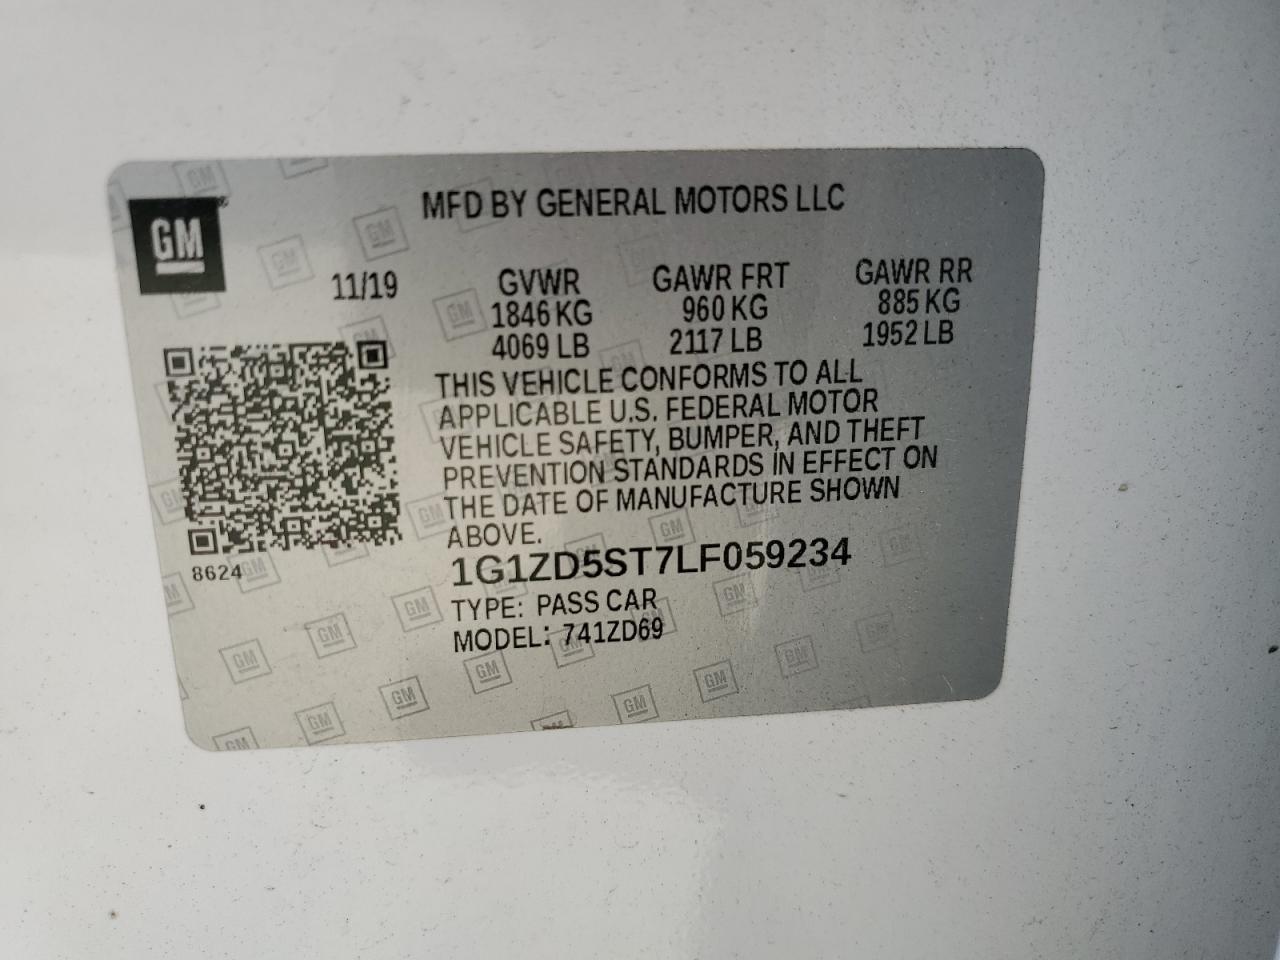 GM
MFD BY GENERAL MOTORS LLC
11/19 GVWR GAWR FRT GAWR RR
1846 KG 960 KG 885 KG
4069 LB 2117 LB 1952 LB
THIS VEHICLE CONFORMS TO ALL
APPLICABLE U.S. FEDERAL MOTOR
VEHICLE SAFETY, BUMPER, AND THEFT
PREVENTION STANDARDS IN EFFECT ON
THE DATE OF MANUFACTURE SHOWN
ABOVE.
8624
1G1ZD5ST7LF059234
TYPE: PASS CAR
MODEL: 741ZD69